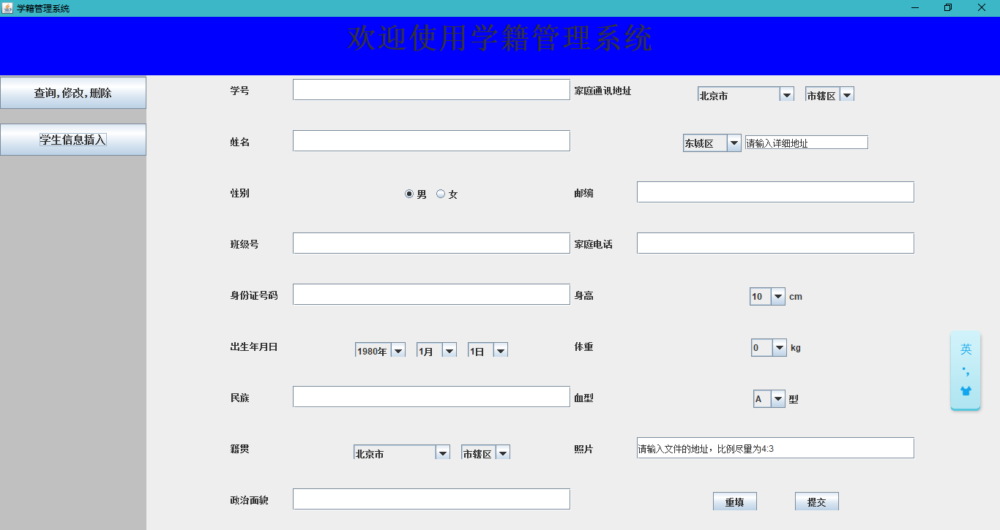 学籍管理系统
欢迎使用学籍管理系统
查询,修改,删除
学生信息插入
学号 家庭通讯地址 北京市 市辖区
姓名 东城区 请输入详细地址
性别 男 女 邮编
班级号 家庭电话
身份证号码 身高 10 cm
出生年月日 1980年 1月 1日 体重 0 kg
民族 血型 A 型
籍贯 北京市 市辖区 照片 请输入文件的地址，比例尽量为4:3
政治面貌 重填 提交
英